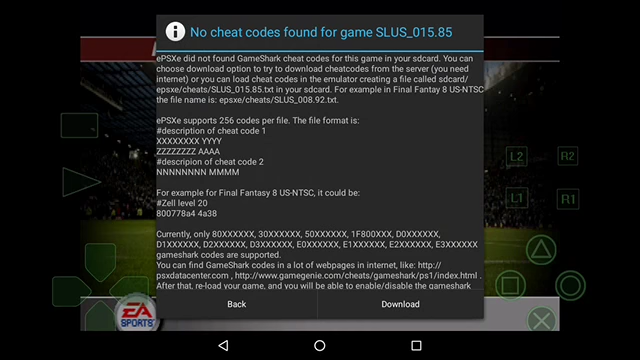 No cheat codes found for game SLUS_015.85
ePSXe did not found GameShark cheat codes for this game in your sdcard. You can
choose download option to try to download cheatcodes from the server (you need
internet) or you can load cheat codes in the emulator creating a file called sdcard/
epsxe/cheats/SLUS_015.85.txt in your sdcard. For example in Final Fantay 8 US-NTSC
the file name is: epsxe/cheats/SLUS_008.92.txt.
ePSXe supports 256 codes per file. The file format is:
#description of cheat code 1
XXXXXXXX YYYY
ZZZZZZZZ AAAA
#descripion of cheat code 2
NNNNNNNN MMMM
For example for Final Fantasy 8 US-NTSC, it could be:
#Zell level 20
800778a4 4a38
Currently, only 80XXXXXX, 30XXXXXX, 50XXXXXX, 1F800XXX, D0XXXXXX,
D1XXXXXX, D2XXXXXX, D3XXXXXX, E0XXXXXX, E1XXXXXX, E2XXXXXX, E3XXXXXX
gameshark codes are supported.
You can find GameShark codes in a lot of webpages in internet, like: http://
psxdatacenter.com , http://www.gamegenie.com/cheats/gameshark/ps1/index.html .
After that, re-load your game, and you will be able to enable/disable the gameshark
Back
Download
L2
R2
L1
R1
EA
SPORTS